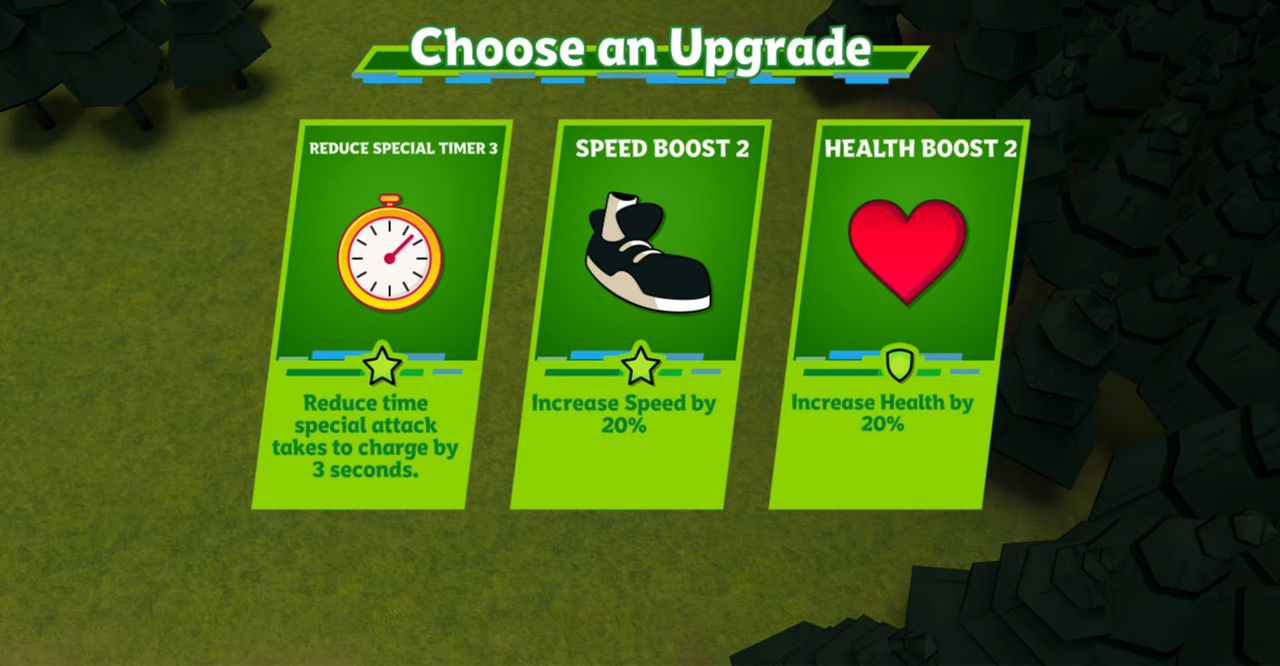 Choose an Upgrade
REDUCE SPECIAL TIMER 3
Reduce time
special attack
takes to charge by
3 seconds.
SPEED BOOST 2
Increase Speed by
20%
HEALTH BOOST 2
Increase Health by
20%